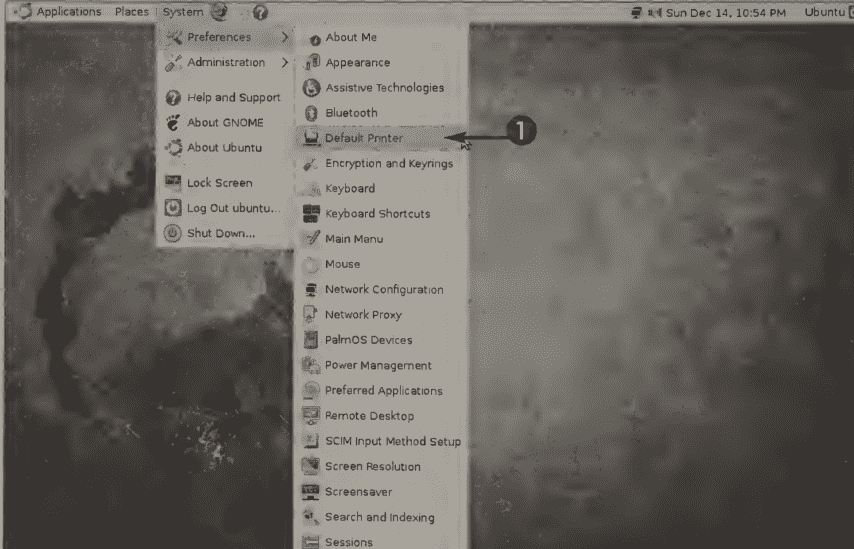 Applications Places System Sun Dec 14, 10:54 PM Ubuntu
Preferences
Administration
Help and Support
About GNOME
About Ubuntu
Lock Screen
Log Out ubuntu...
Shut Down...
About Me
Appearance
Assistive Technologies
Bluetooth
Default Printer
1
Encryption and Keyrings
Keyboard
Keyboard Shortcuts
Main Menu
Mouse
Network Configuration
Network Proxy
PalmOS Devices
Power Management
Preferred Applications
Remote Desktop
SCIM Input Method Setup
Screen Resolution
Screensaver
Search and Indexing
Sessions